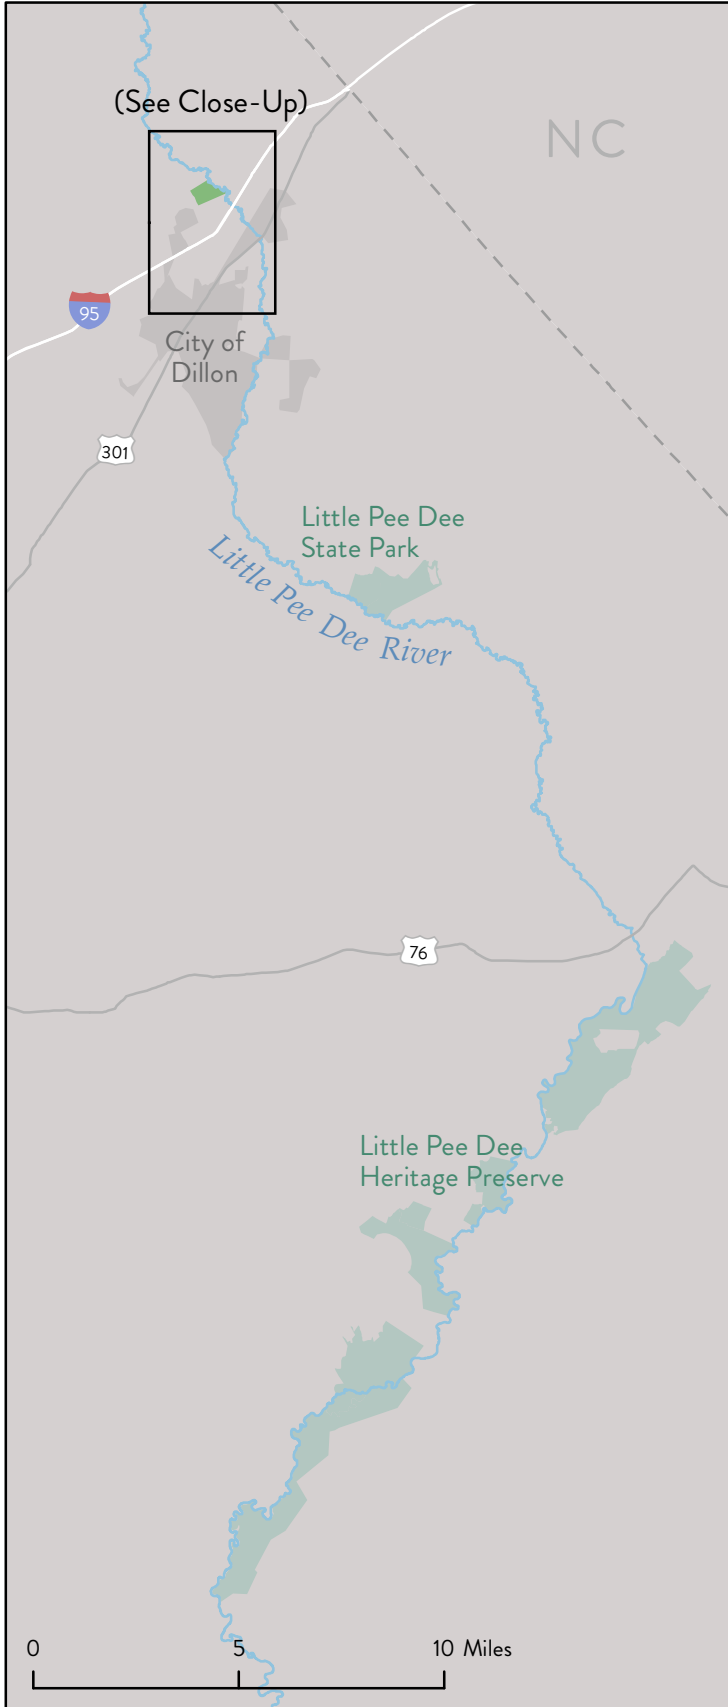 (See Close-Up)
NC
95
City of
Dillon
301
Little Pee Dee
State Park
Little Pee Dee River
76
Little Pee Dee
Heritage Preserve
0 5 10 Miles